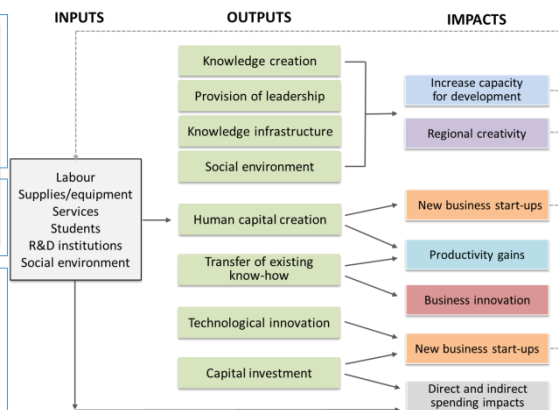 INPUTS
OUTPUTS
IMPACTS
Knowledge creation
Provision of leadership
Knowledge infrastructure
Social environment
Increase capacity
for development
Regional creativity
Labour
Supplies/equipment
Services
Students
R&D institutions
Social environment
Human capital creation
Transfer of existing
know-how
Technological innovation
Capital investment
New business start-ups
Productivity gains
Business innovation
New business start-ups
Direct and indirect
spending impacts